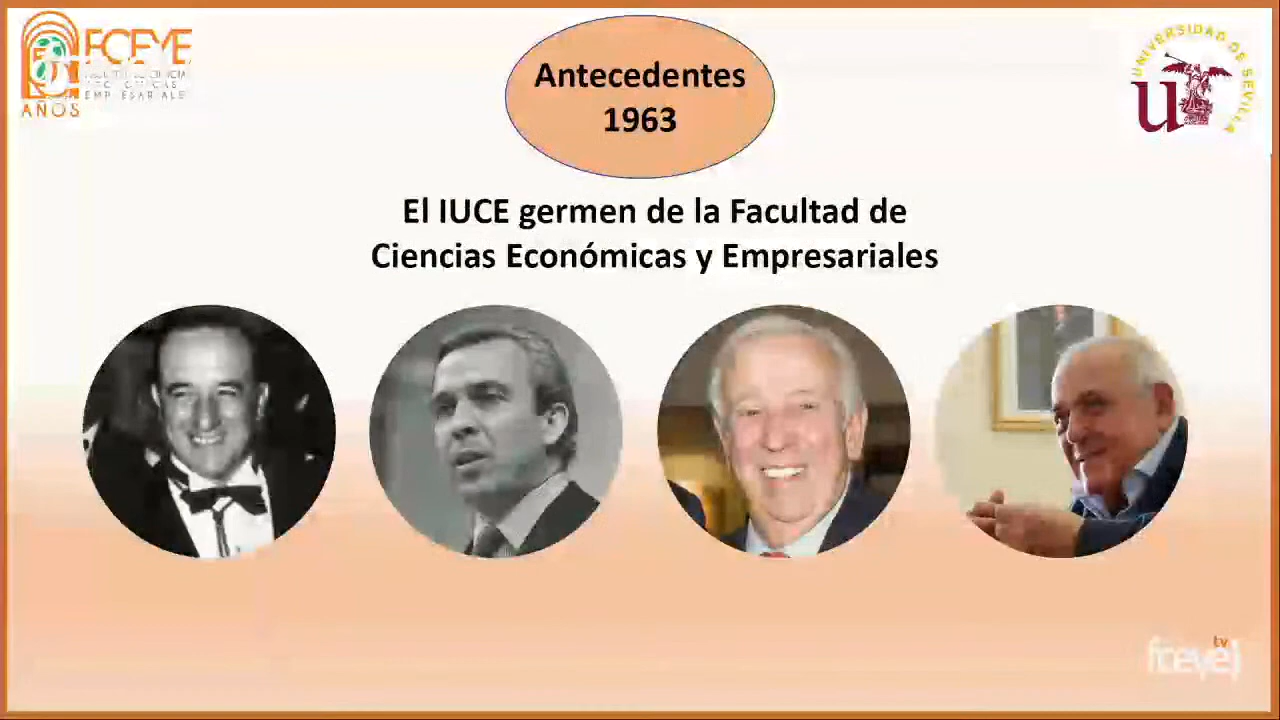 FCEYE
AÑOS
EMPRESARIALES
Antecedentes
1963
UNIVERSIDAD DE SEVILLA
El IUCE germen de la Facultad de
Ciencias Económicas y Empresariales
tv
fceye